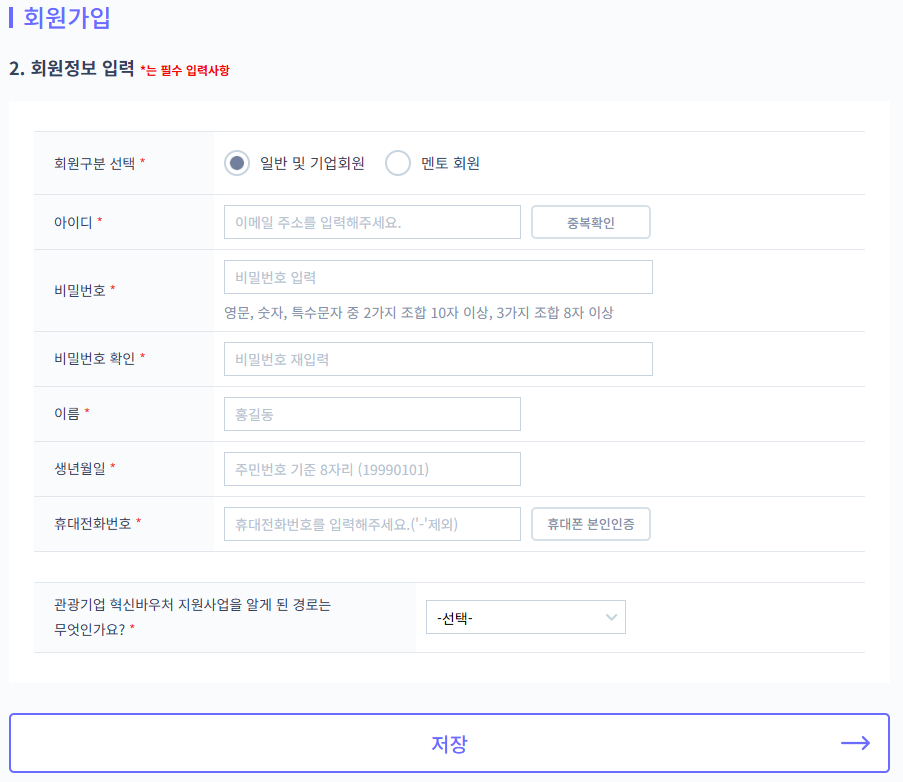 회원가입
2. 회원정보 입력 *는 필수 입력사항
회원구분 선택 * 일반 및 기업회원 멘토 회원
아이디 * 이메일 주소를 입력해주세요. 중복확인
비밀번호 * 비밀번호 입력
영문, 숫자, 특수문자 중 2가지 조합 10자 이상, 3가지 조합 8자 이상
비밀번호 확인 * 비밀번호 재입력
이름 * 홍길동
생년월일 * 주민번호 기준 8자리 (19990101)
휴대전화번호 * 휴대전화번호를 입력해주세요.('-'제외) 휴대폰 본인인증
관광기업 혁신바우처 지원사업을 알게 된 경로는
무엇인가요? * -선택-
저장